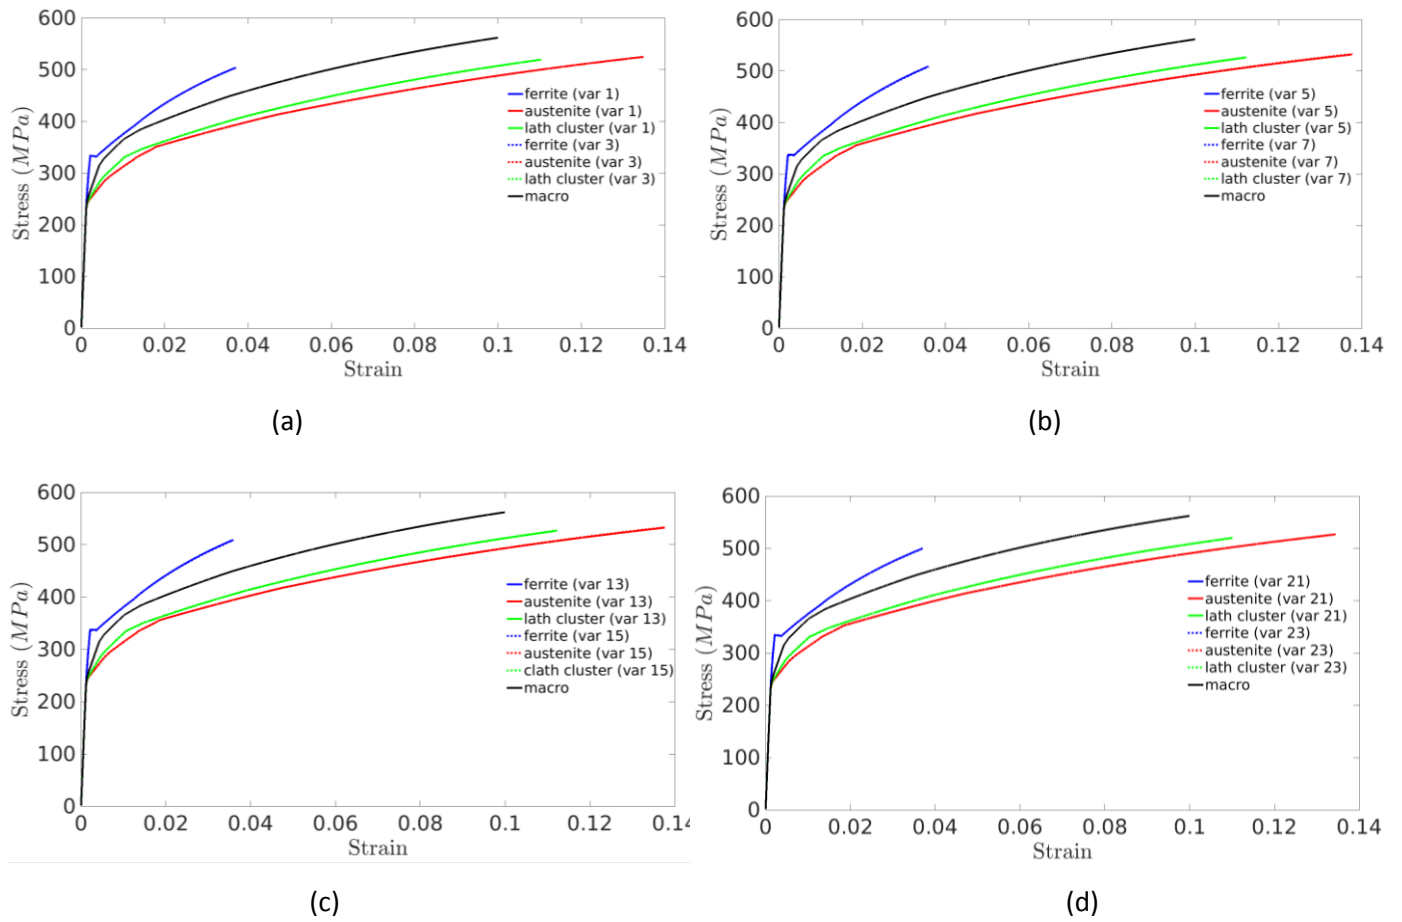 600
500
400
300
200
100
0
Stress (MPa)
ferrite (var 1)
austenite (var 1)
lath cluster (var 1)
ferrite (var 3)
austenite (var 3)
lath cluster (var 3)
macro
0 0.02 0.04 0.06 0.08 0.1 0.12 0.14
Strain
(a)
600
500
400
300
200
100
0
Stress (MPa)
ferrite (var 5)
austenite (var 5)
lath cluster (var 5)
ferrite (var 7)
austenite (var 7)
lath cluster (var 7)
macro
0 0.02 0.04 0.06 0.08 0.1 0.12 0.14
Strain
(b)
600
500
400
300
200
100
0
Stress (MPa)
ferrite (var 13)
austenite (var 13)
lath cluster (var 13)
ferrite (var 15)
austenite (var 15)
clath cluster (var 15)
macro
0 0.02 0.04 0.06 0.08 0.1 0.12 0.14
Strain
(c)
600
500
400
300
200
100
0
Stress (MPa)
ferrite (var 21)
austenite (var 21)
lath cluster (var 21)
ferrite (var 23)
austenite (var 23)
lath cluster (var 23)
macro
0 0.02 0.04 0.06 0.08 0.1 0.12 0.14
Strain
(d)